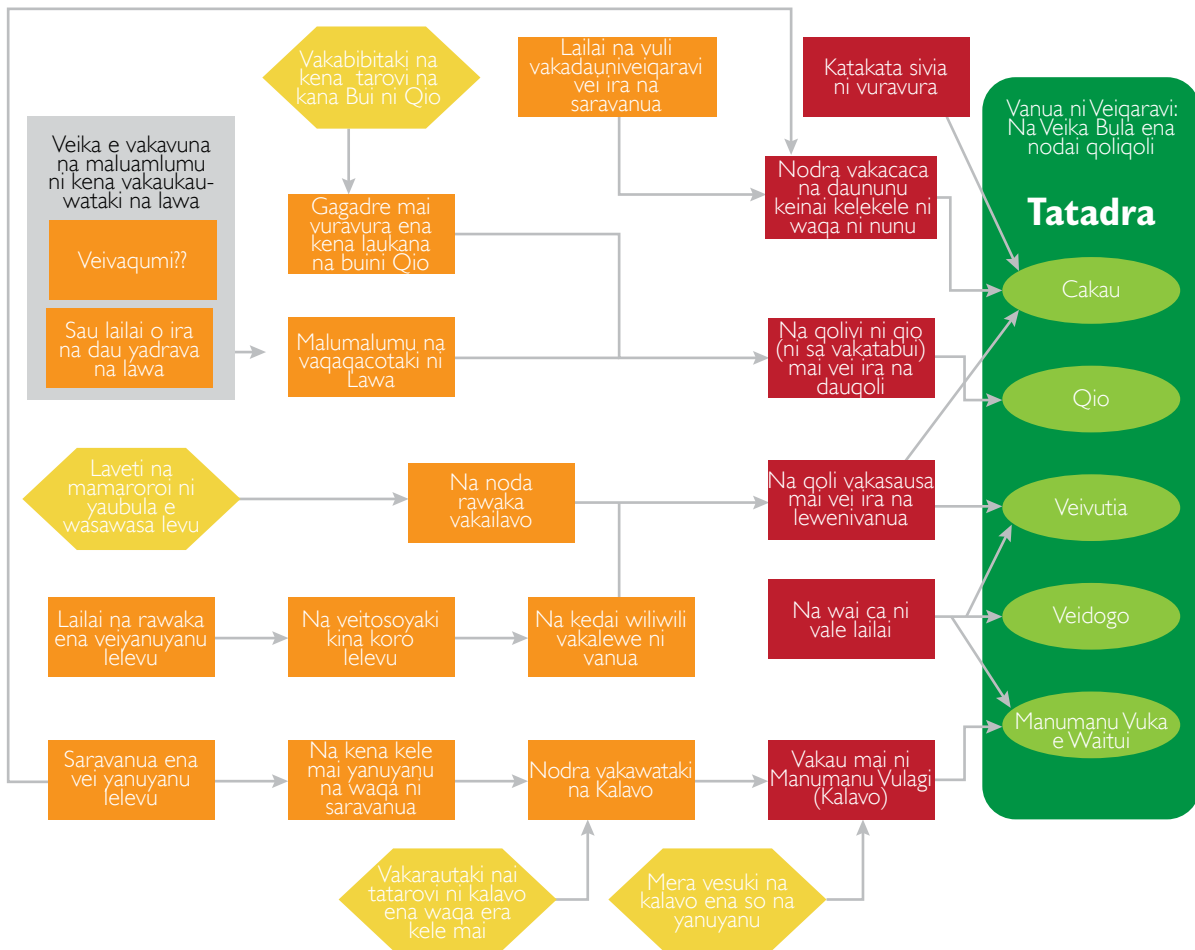 Vakabibitaki na
kena tarovi na
kana Bui ni Qio
Lailai na vuli
vakadauniveiqaravi
vei ira na
saravanua
Katakata sivia
ni vuravura
Vanua ni Veiqaravi:
Na Veika Bula ena
nodai qoliqoli
Tatadra
Veika e vakavuna
na maluamlumu
ni kena vakaukau-
wataki na lawa
Veivaqumi??
Sau lailai o ira
na dau yadrava
na lawa
Gagadre mai
vuravura ena
kena laukana
na buini Qio
Nodra vakacaca
na daununu
keinai kelekele ni
waqa ni nunu
Cakau
Malumalumu na
vaqaqacotaki ni
Lawa
Na qolivi ni qio
(ni sa vakatabui)
mai vei ira na
dauqoli
Qio
Laveti na
mamaroroi ni
yaubula e
wasawasa levu
Na noda
rawaka
vakailavo
Na qoli vakasausa
mai vei ira na
lewenivanua
Veivutia
Lailai na rawaka
ena veiyanuyanu
lelevu
Na veitosoyaki
kina koro
lelevu
Na kedai wiliwili
vakalewe ni
vanua
Na wai ca ni
vale lailai
Veidogo
Manumanu Vuka
e Waitui
Saravanua ena
vei yanuyanu
lelevu
Na kena kele
mai yanuyanu
na waqa ni
saravanua
Nodra vakawataki
na Kalavo
Vakau mai ni
Manumanu Vulagi
(Kalavo)
Vakarautaki nai
tatarovi ni kalavo
ena waqa era
kele mai
Mera vesuki na
kalavo ena so na
yanuyanu